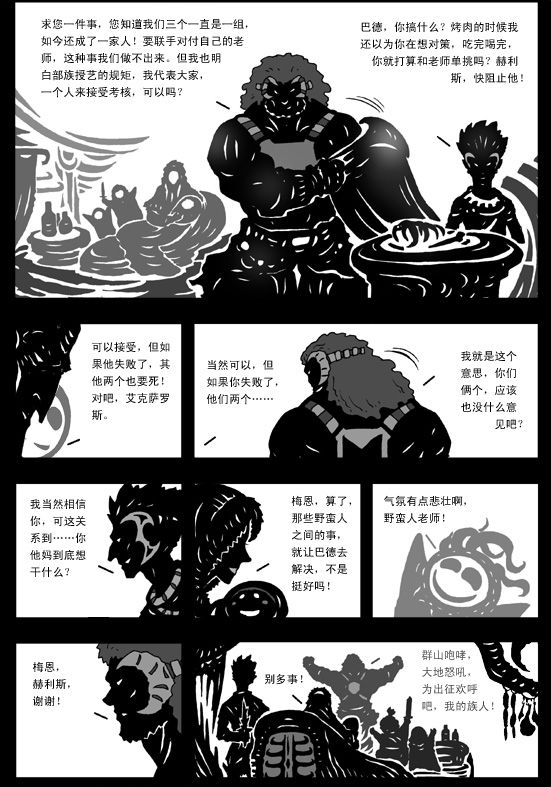 求您一件事，您知道我们三个一直是一组，
如今还成了一家人！要联手对付自己的老
师，这种事我们做不出来。但我也明
白部族授艺的规矩，我代表大家，
一个人来接受考核，可以吗？
巴德，你搞什么？烤肉的时候我
还以为你在想对策，吃完喝完，
你就打算和老师单挑吗？赫利
斯，快阻止他！
可以接受，但如
果他失败了，其
他两个也要死！
对吧，艾克萨罗
斯。
当然可以，但
如果你失败了，
他们两个……
我就是这个
意思，你们
俩个，应该
也没什么意
见吧？
我当然相信
你，可这关
系到……你
他妈到底想
干什么？
梅恩，算了，
那些野蛮人
之间的事，
就让巴德去
解决，不是
挺好吗！
气氛有点悲壮啊，
野蛮人老师！
梅恩，
赫利斯，
谢谢！
别多事！
群山咆哮，
大地怒吼，
为出征欢呼
吧，我的族人！